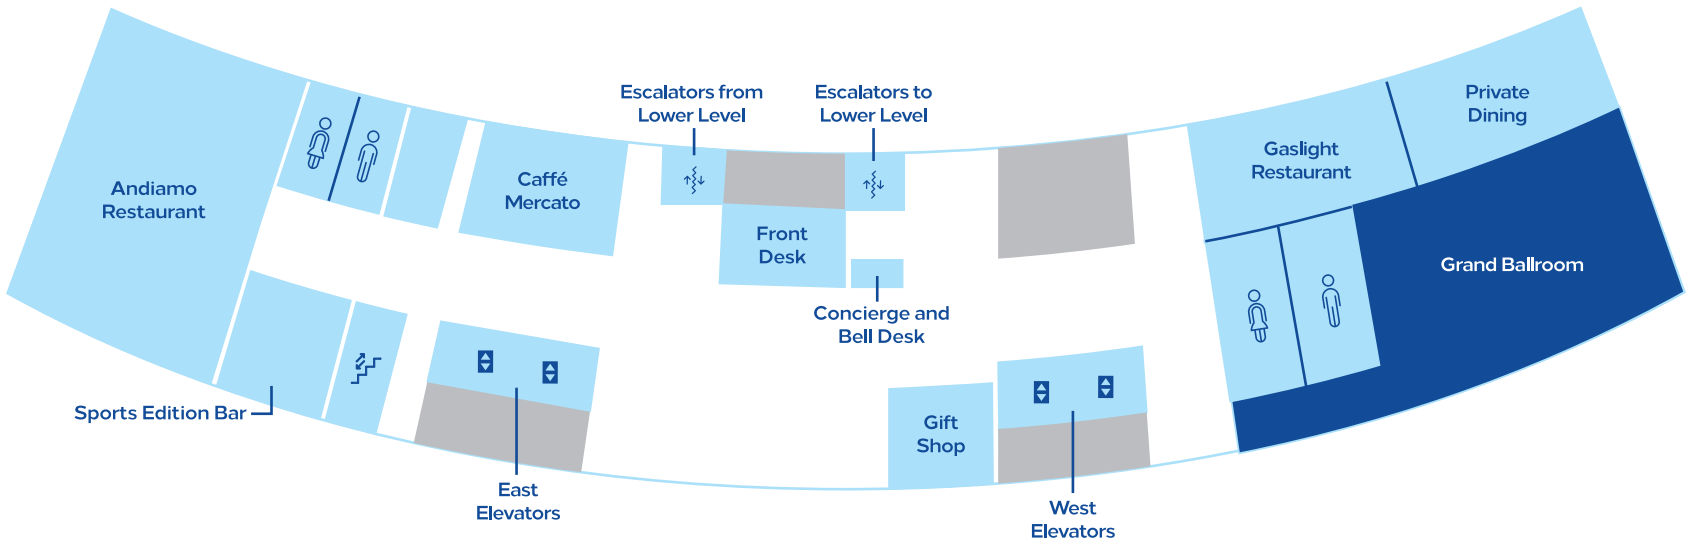 Escalators from
Lower Level
Escalators to
Lower Level
Private
Dining
Gaslight
Restaurant
Andiamo
Restaurant
Caffé
Mercato
Front
Desk
Grand Ballroom
Concierge and
Bell Desk
Sports Edition Bar
Gift
Shop
East
Elevators
West
Elevators